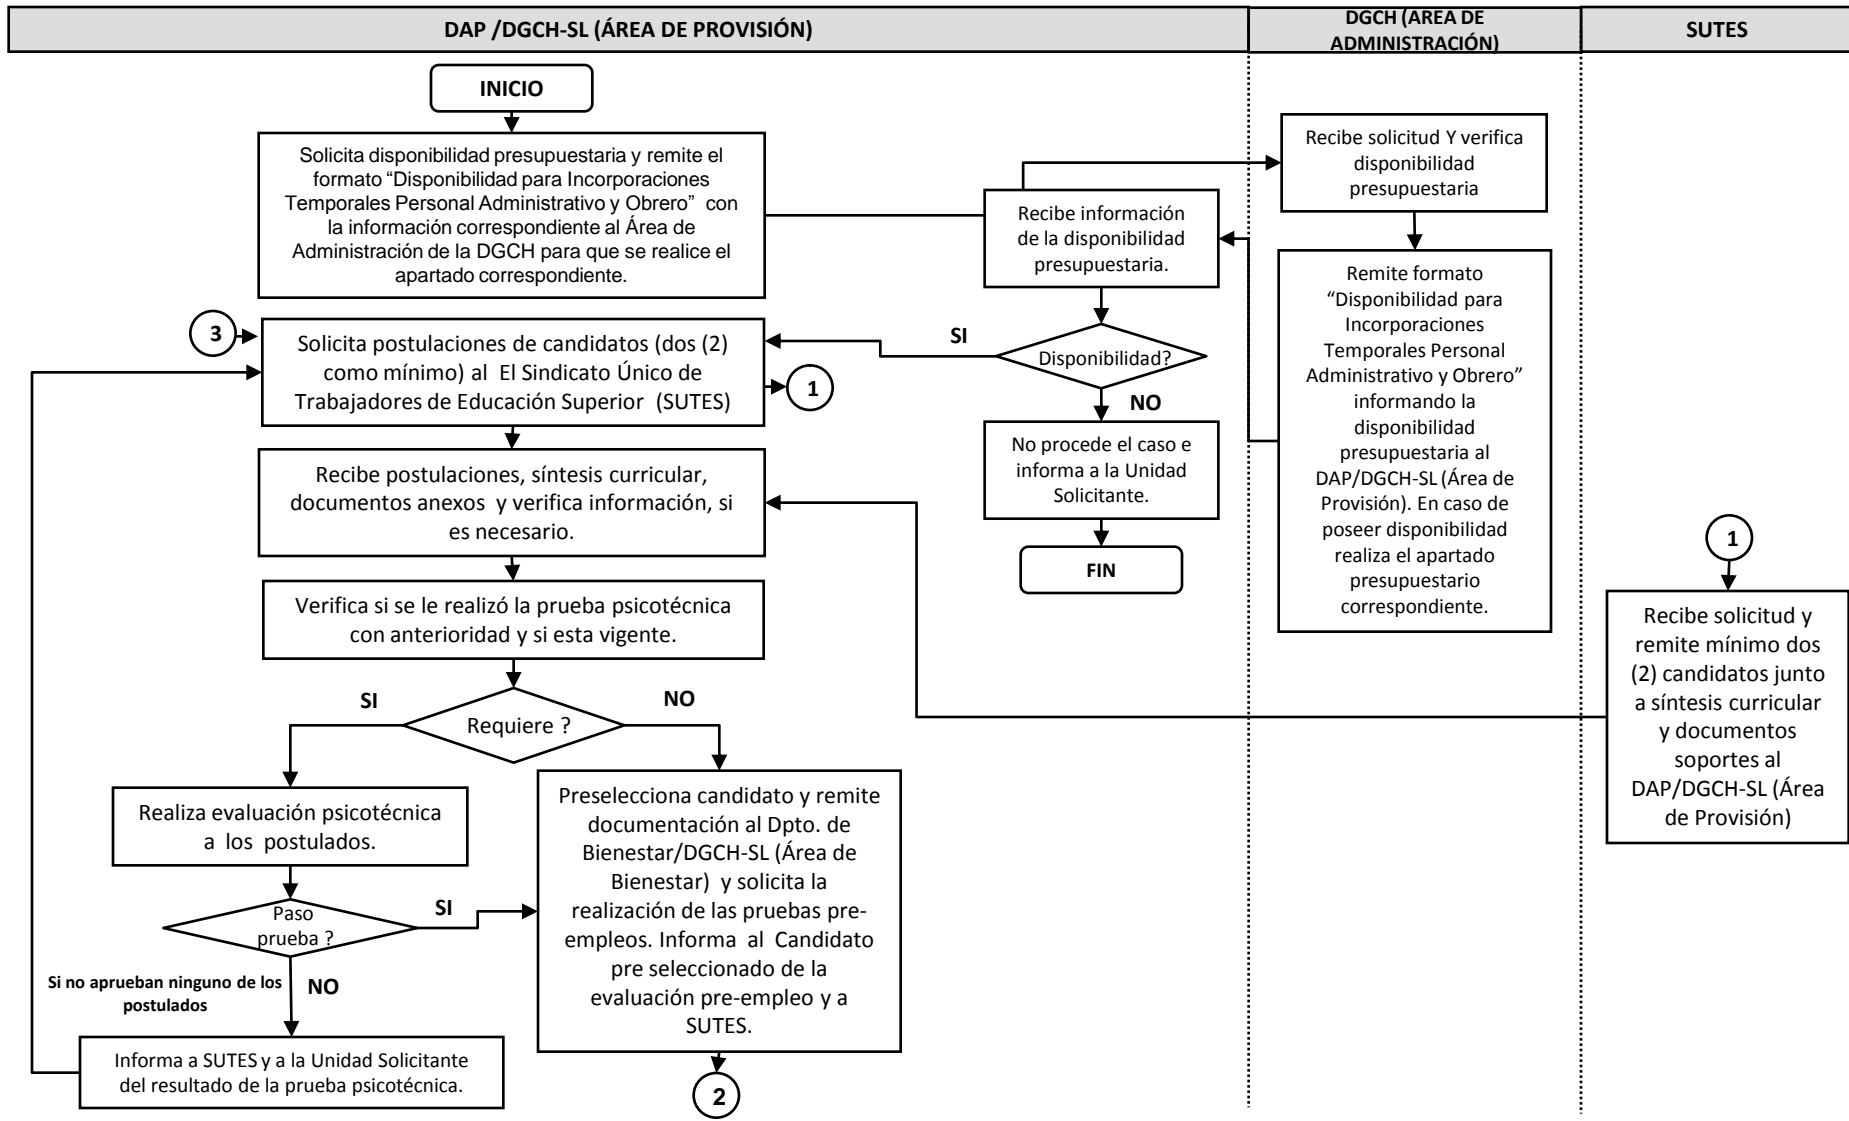 DAP /DGCH-SL (ÁREA DE PROVISIÓN)
DGCH (AREA DE
ADMINISTRACIÓN)
SUTES
INICIO
Solicita disponibilidad presupuestaria y remite el
formato “Disponibilidad para Incorporaciones
Temporales Personal Administrativo y Obrero” con
la información correspondiente al Área de
Administración de la DGCH para que se realice el
apartado correspondiente.
Recibe información
de la disponibilidad
presupuestaria.
Recibe solicitud Y verifica
disponibilidad
presupuestaria
Remite formato
“Disponibilidad para
Incorporaciones
Temporales Personal
Administrativo y Obrero”
informando la
disponibilidad
presupuestaria al
DAP/DGCH-SL (Área de
Provisión). En caso de
poseer disponibilidad
realiza el apartado
presupuestario
correspondiente.
Disponibilidad?
SI
NO
No procede el caso e
informa a la Unidad
Solicitante.
FIN
3
Solicita postulaciones de candidatos (dos (2)
como mínimo) al El Sindicato Único de
Trabajadores de Educación Superior (SUTES)
1
1
Recibe solicitud y
remite mínimo dos
(2) candidatos junto
a síntesis curricular
y documentos
soportes al
DAP/DGCH-SL (Área
de Provisión)
Recibe postulaciones, síntesis curricular,
documentos anexos y verifica información, si
es necesario.
Verifica si se le realizó la prueba psicotécnica
con anterioridad y si esta vigente.
SI
NO
Requiere ?
Realiza evaluación psicotécnica
a los postulados.
Preselecciona candidato y remite
documentación al Dpto. de
Bienestar/DGCH-SL (Área de
Bienestar) y solicita la
realización de las pruebas pre-
empleos. Informa al Candidato
pre seleccionado de la
evaluación pre-empleo y a
SUTES.
Paso
prueba ?
SI
Si no aprueban ninguno de los
postulados
NO
Informa a SUTES y a la Unidad Solicitante
del resultado de la prueba psicotécnica.
2